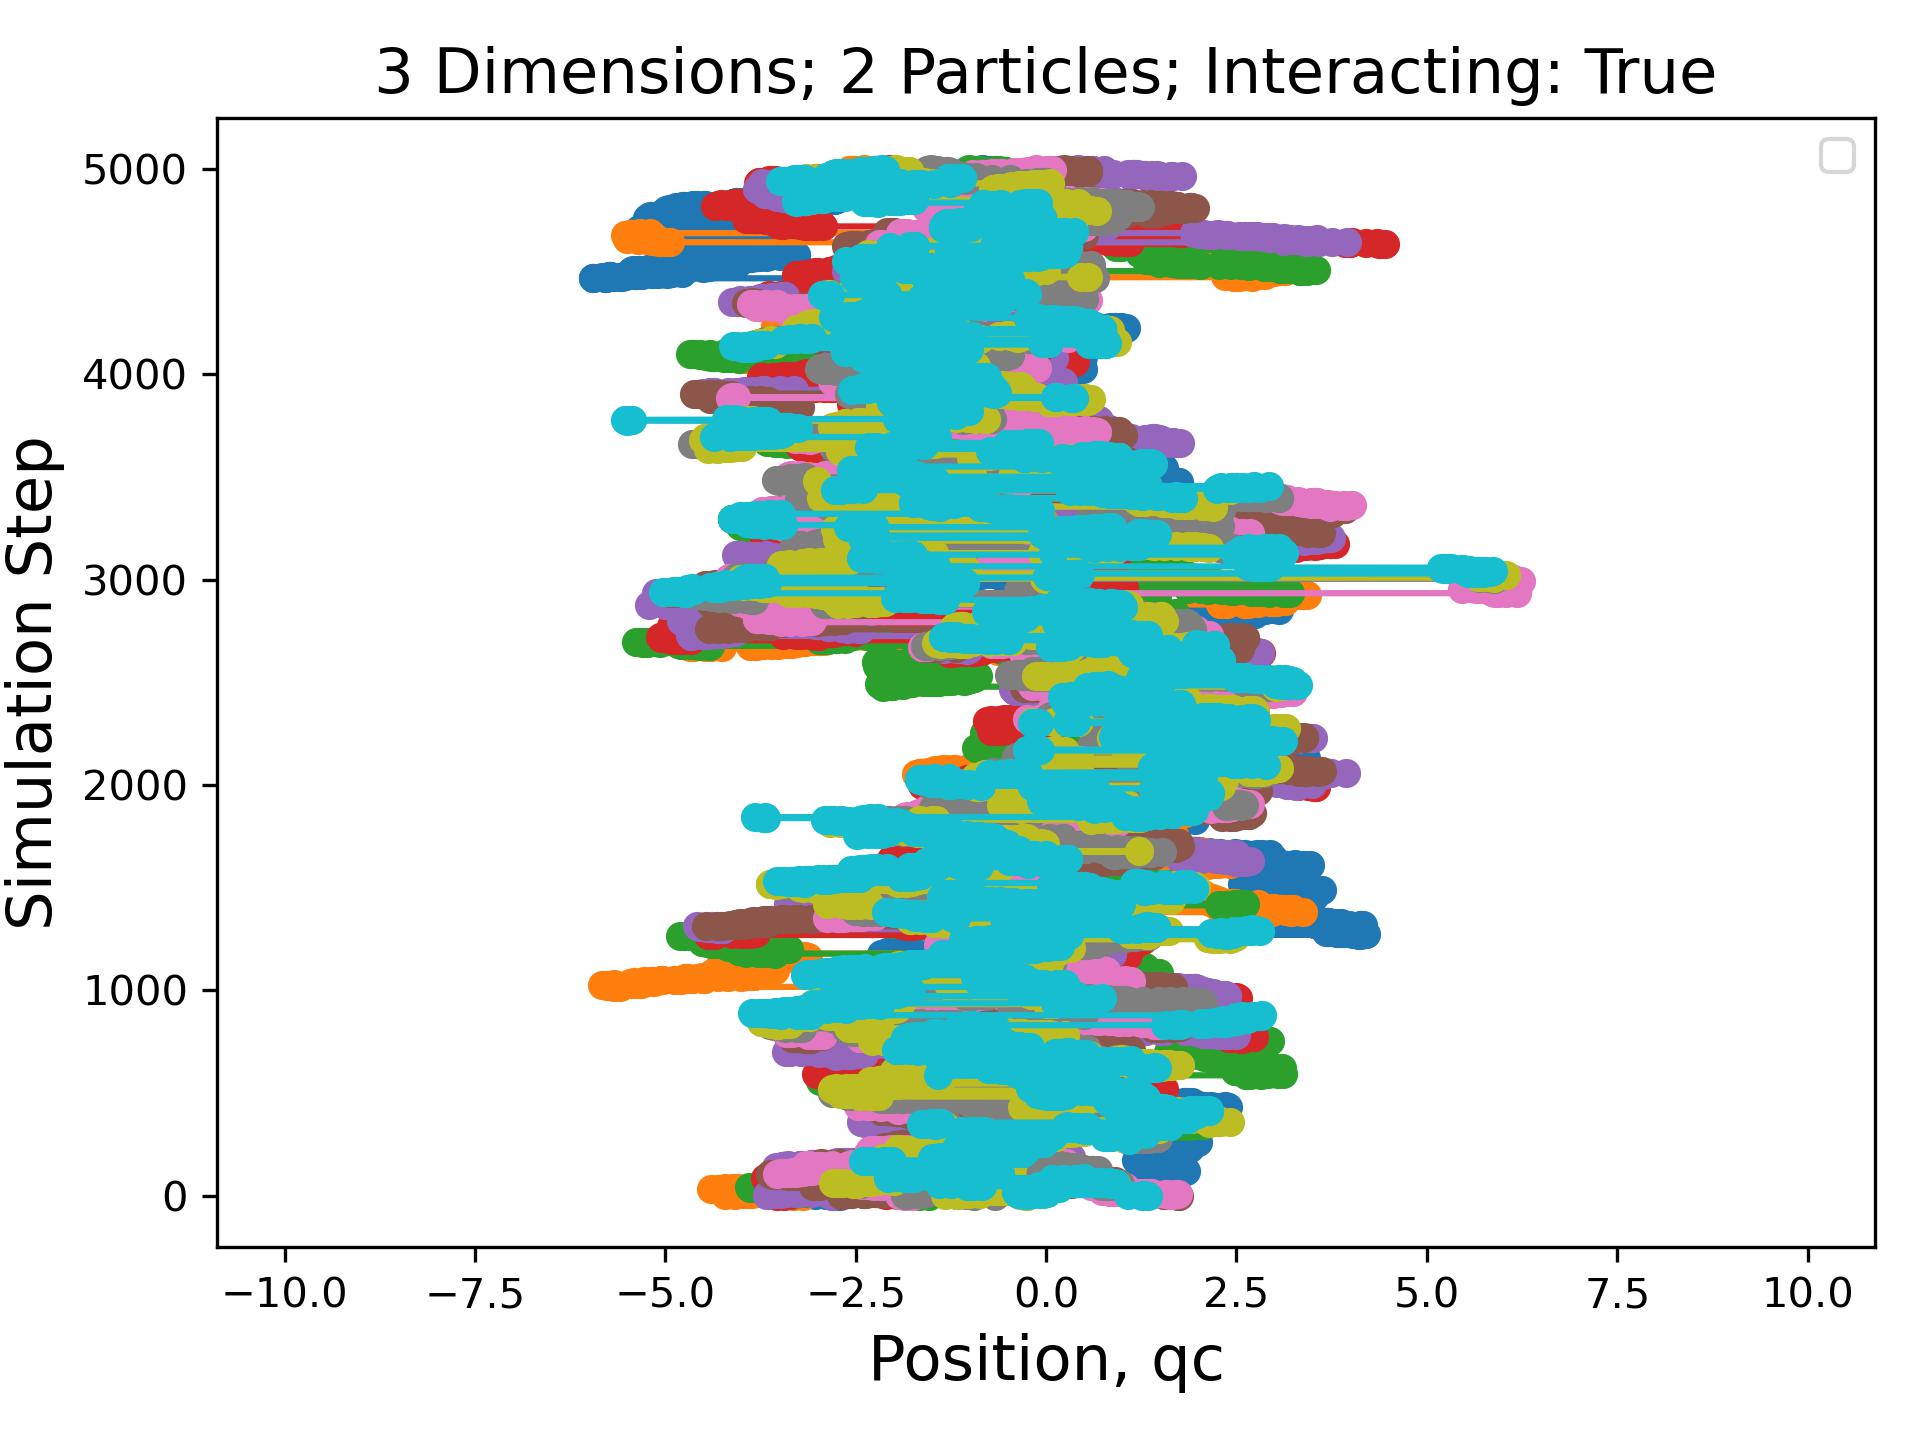 3 Dimensions; 2 Particles; Interacting: True
Simulation Step
5000
4000
3000
2000
1000
0
−10.0 −7.5 −5.0 −2.5 0.0 2.5 5.0 7.5 10.0
Position, qc